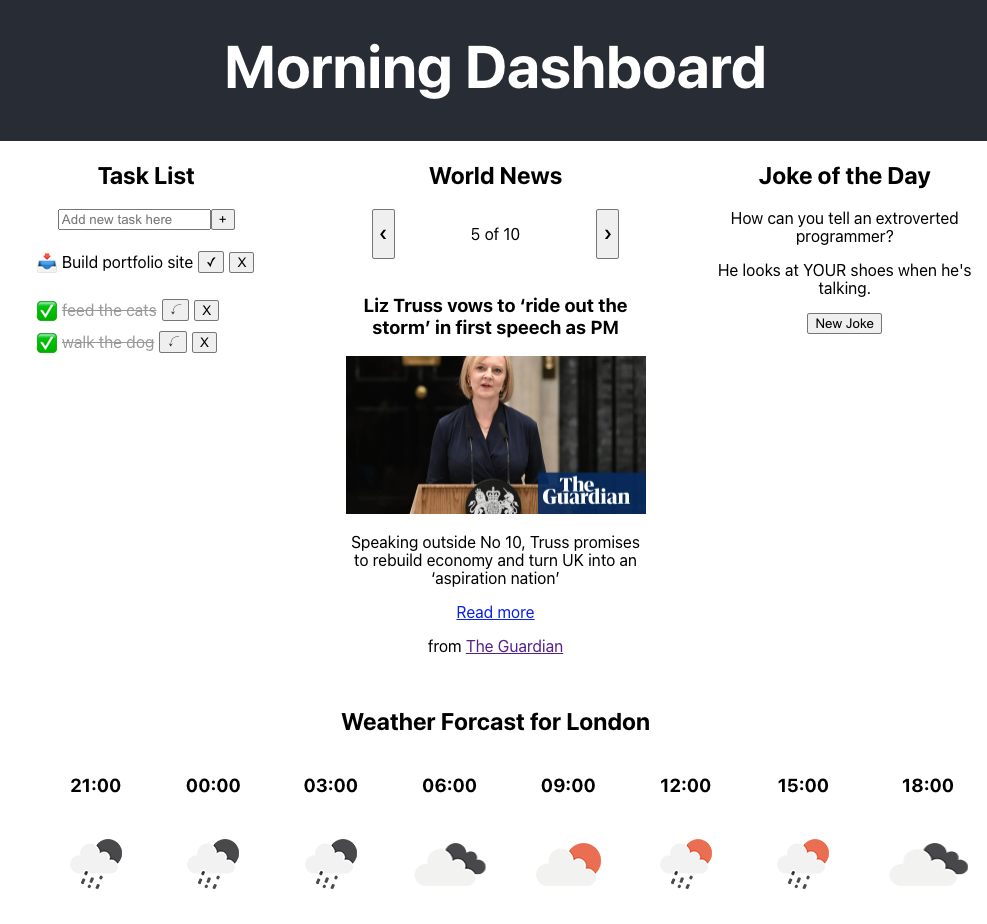 Morning Dashboard
Task List
Add new task here +
📥 Build portfolio site ✓ X
✅ feed the cats ⤹ X
✅ walk the dog ⤹ X
World News
‹ 5 of 10 ›
Liz Truss vows to ‘ride out the
storm’ in first speech as PM
The
Guardian
Speaking outside No 10, Truss promises
to rebuild economy and turn UK into an
‘aspiration nation’
Read more
from The Guardian
Joke of the Day
How can you tell an extroverted
programmer?
He looks at YOUR shoes when he's
talking.
New Joke
Weather Forcast for London
21:00 00:00 03:00 06:00 09:00 12:00 15:00 18:00